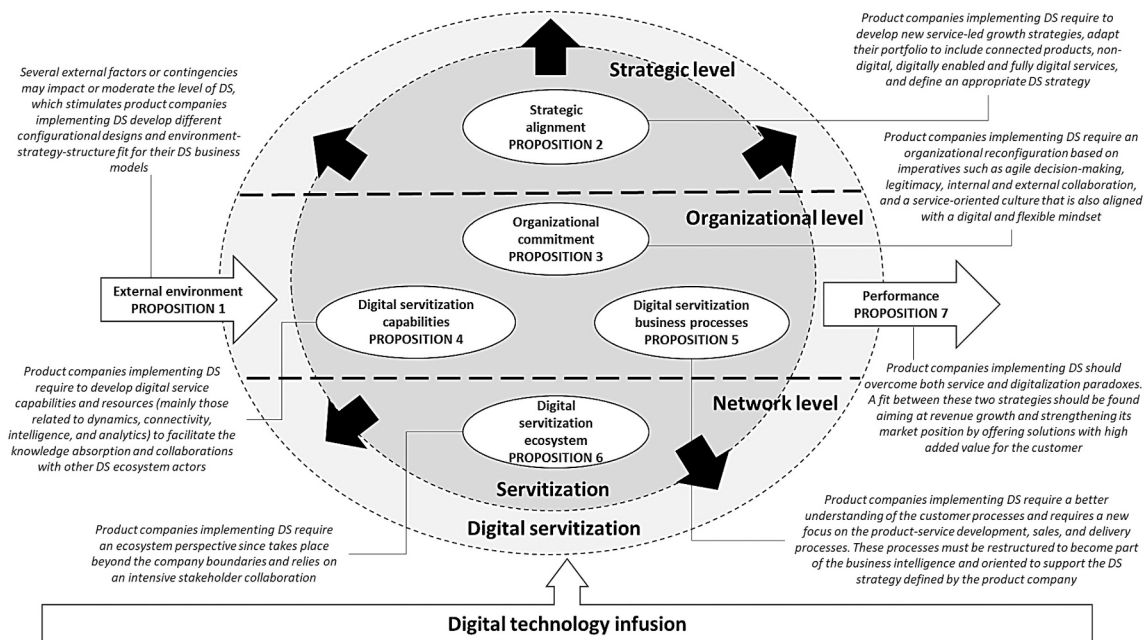 Product companies implementing DS require to
develop new service-led growth strategies, adapt
their portfolio to include connected products, non-
digital, digitally enabled and fully digital services,
and define an appropriate DS strategy
Several external factors or contingencies
may impact or moderate the level of DS,
which stimulates product companies
implementing DS develop different
configurational designs and environment-
strategy-structure fit for their DS business
models
Strategic level
Strategic
alignment
PROPOSITION 2
Product companies implementing DS require an
organizational reconfiguration based on
imperatives such as agile decision-making,
legitimacy, internal and external collaboration,
and a service-oriented culture that is also aligned
with a digital and flexible mindset
Organizational level
Organizational
commitment
PROPOSITION 3
External environment
PROPOSITION 1
Digital servitization
capabilities
PROPOSITION 4
Digital servitization
business processes
PROPOSITION 5
Performance
PROPOSITION 7
Product companies implementing DS
require to develop digital service
capabilities and resources (mainly those
related to dynamics, connectivity,
intelligence, and analytics) to facilitate the
knowledge absorption and collaborations
with other DS ecosystem actors
Product companies implementing DS should
overcome both service and digitalization paradoxes.
A fit between these two strategies should be found
aiming at revenue growth and strengthening its
market position by offering solutions with high
added value for the customer
Network level
Digital
servitization
ecosystem
PROPOSITION 6
Servitization
Digital servitization
Product companies implementing DS require
an ecosystem perspective since takes place
beyond the company boundaries and relies on
an intensive stakeholder collaboration
Product companies implementing DS require a better
understanding of the customer processes and requires a new
focus on the product-service development, sales, and delivery
processes. These processes must be restructured to become part
of the business intelligence and oriented to support the DS
strategy defined by the product company
Digital technology infusion